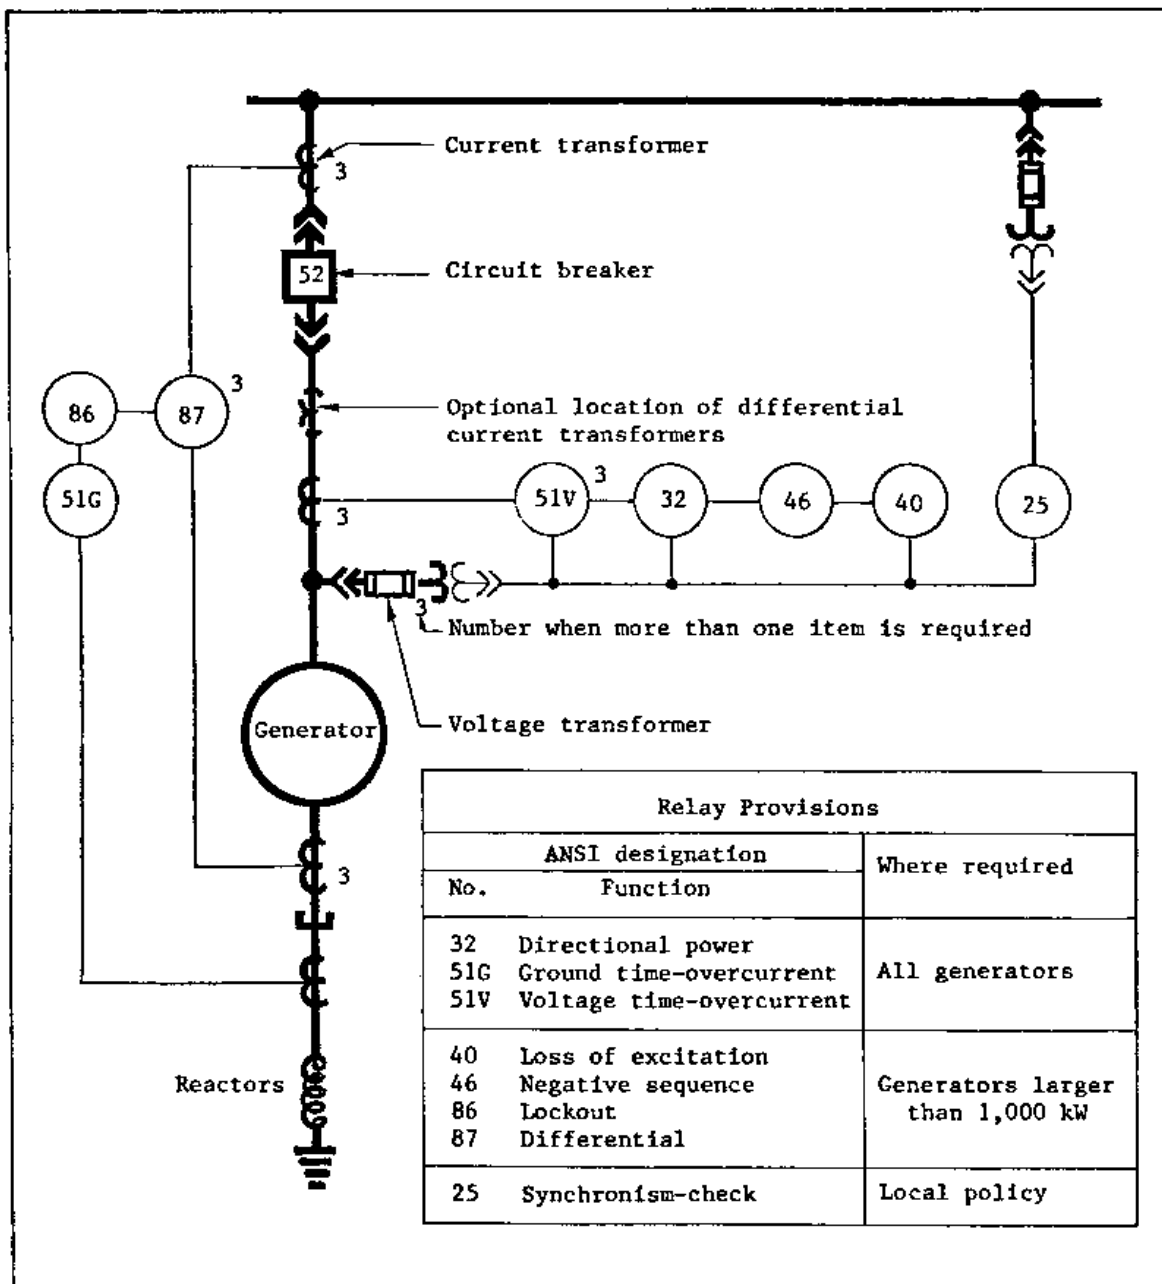 Current transformer
3
52
Circuit breaker
3
86
87
Optional location of differential
current transformers
51G
3
51V
3
32
46
40
25
3
Number when more than one item is required
Generator
Voltage transformer
3
Reactors
Relay Provisions
ANSI designation
Where required
No. Function
32 Directional power
51G Ground time-overcurrent
51V Voltage time-overcurrent
All generators
40 Loss of excitation
46 Negative sequence
86 Lockout
87 Differential
Generators larger
than 1,000 kW
25 Synchronism-check
Local policy